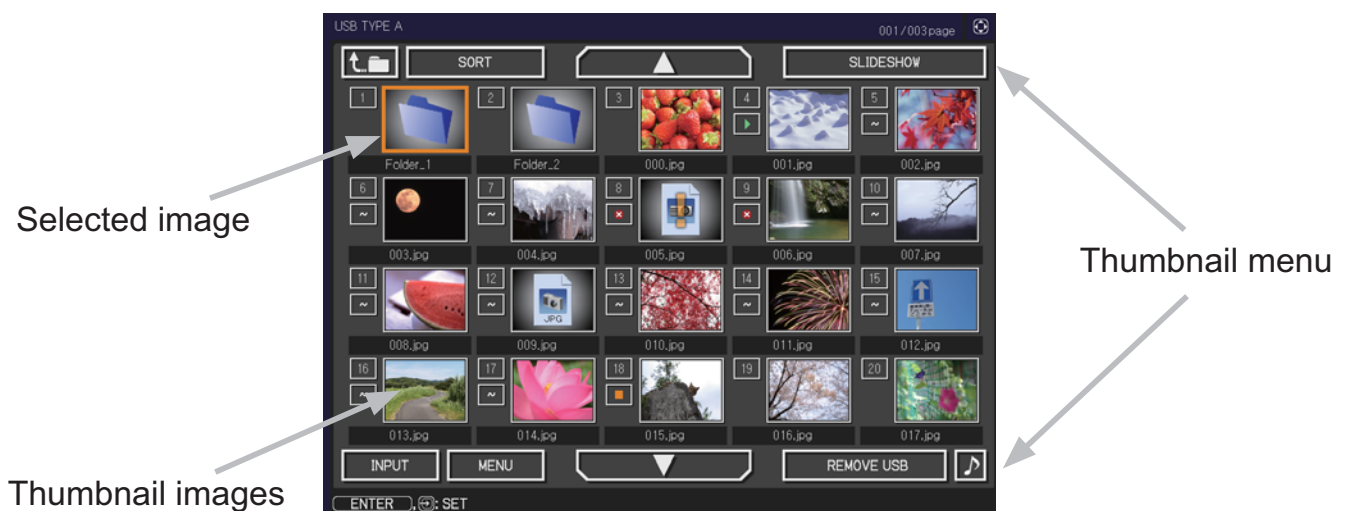 USB TYPE A
001/003page
SORT
SLIDESHOW
1
2
3
4
5
Folder_1
Folder_2
000.jpg
001.jpg
002.jpg
6
7
8
9
10
003.jpg
004.jpg
005.jpg
006.jpg
007.jpg
11
12
13
14
15
JPG
008.jpg
009.jpg
010.jpg
011.jpg
012.jpg
16
17
18
19
20
013.jpg
014.jpg
015.jpg
016.jpg
017.jpg
INPUT
MENU
REMOVE USB
ENTER , : SET
Selected image
Thumbnail menu
Thumbnail images